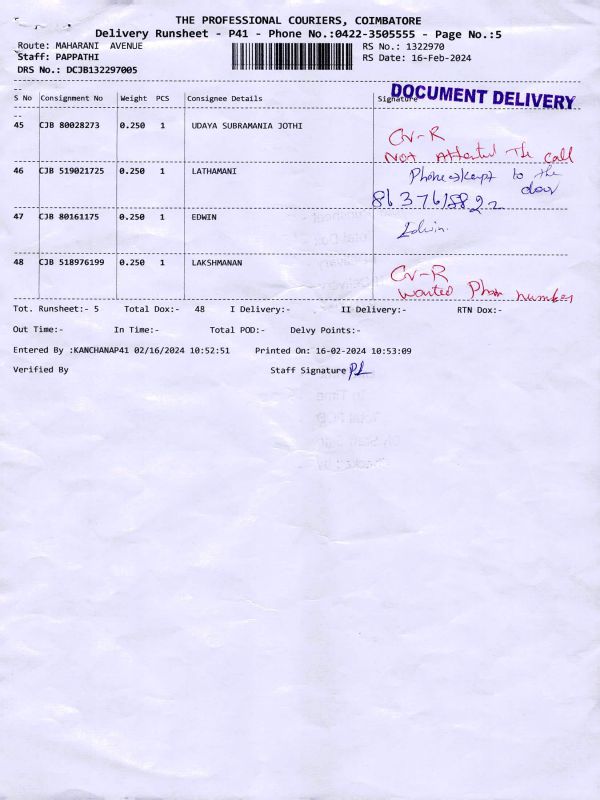 THE PROFESSIONAL COURIERS, COIMBATORE
Delivery Runsheet - P41 - Phone No.:0422-3505555 - Page No.:5
Route: MAHARANI AVENUE RS No.: 1322970
Staff: PAPPATHI RS Date: 16-Feb-2024
DRS No.: DCJB132297005
DOCUMENT DELIVERY
S No Consignment No Weight PCS Consignee Details Signature
45 CJB 80028273 0.250 1 UDAYA SUBRAMANIA JOTHI
Not Attented The Call
46 CJB 519021725 0.250 1 LATHAMANI
to the
door
47 CJB 80161175 0.250 1 EDWIN
Edwin.
48 CJB 518976199 0.250 1 LAKSHMANAN
Wanted Phon number
Tot. Runsheet:- 5 Total Dox:- 48 I Delivery:- II Delivery:- RTN Dox:-
Out Time:- In Time:- Total POD:- Delvy Points:-
Entered By :KANCHANAP41 02/16/2024 10:52:51 Printed On: 16-02-2024 10:53:09
Verified By Staff Signature